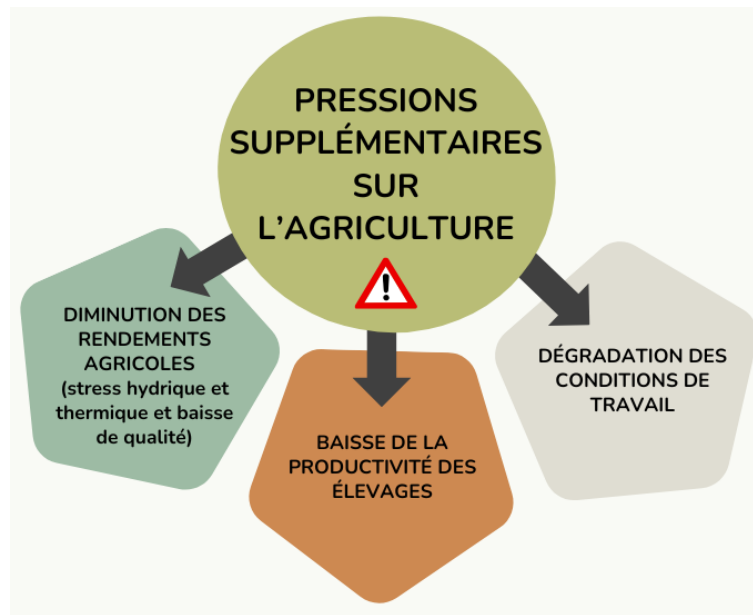 PRESSIONS
SUPPLÉMENTAIRES
SUR
L'AGRICULTURE
!
DIMINUTION DES
RENDEMENTS
AGRICOLES
(stress hydrique et
thermique et baisse
de qualité)
BAISSE DE LA
PRODUCTIVITÉ DES
ÉLEVAGES
DÉGRADATION DES
CONDITIONS DE
TRAVAIL